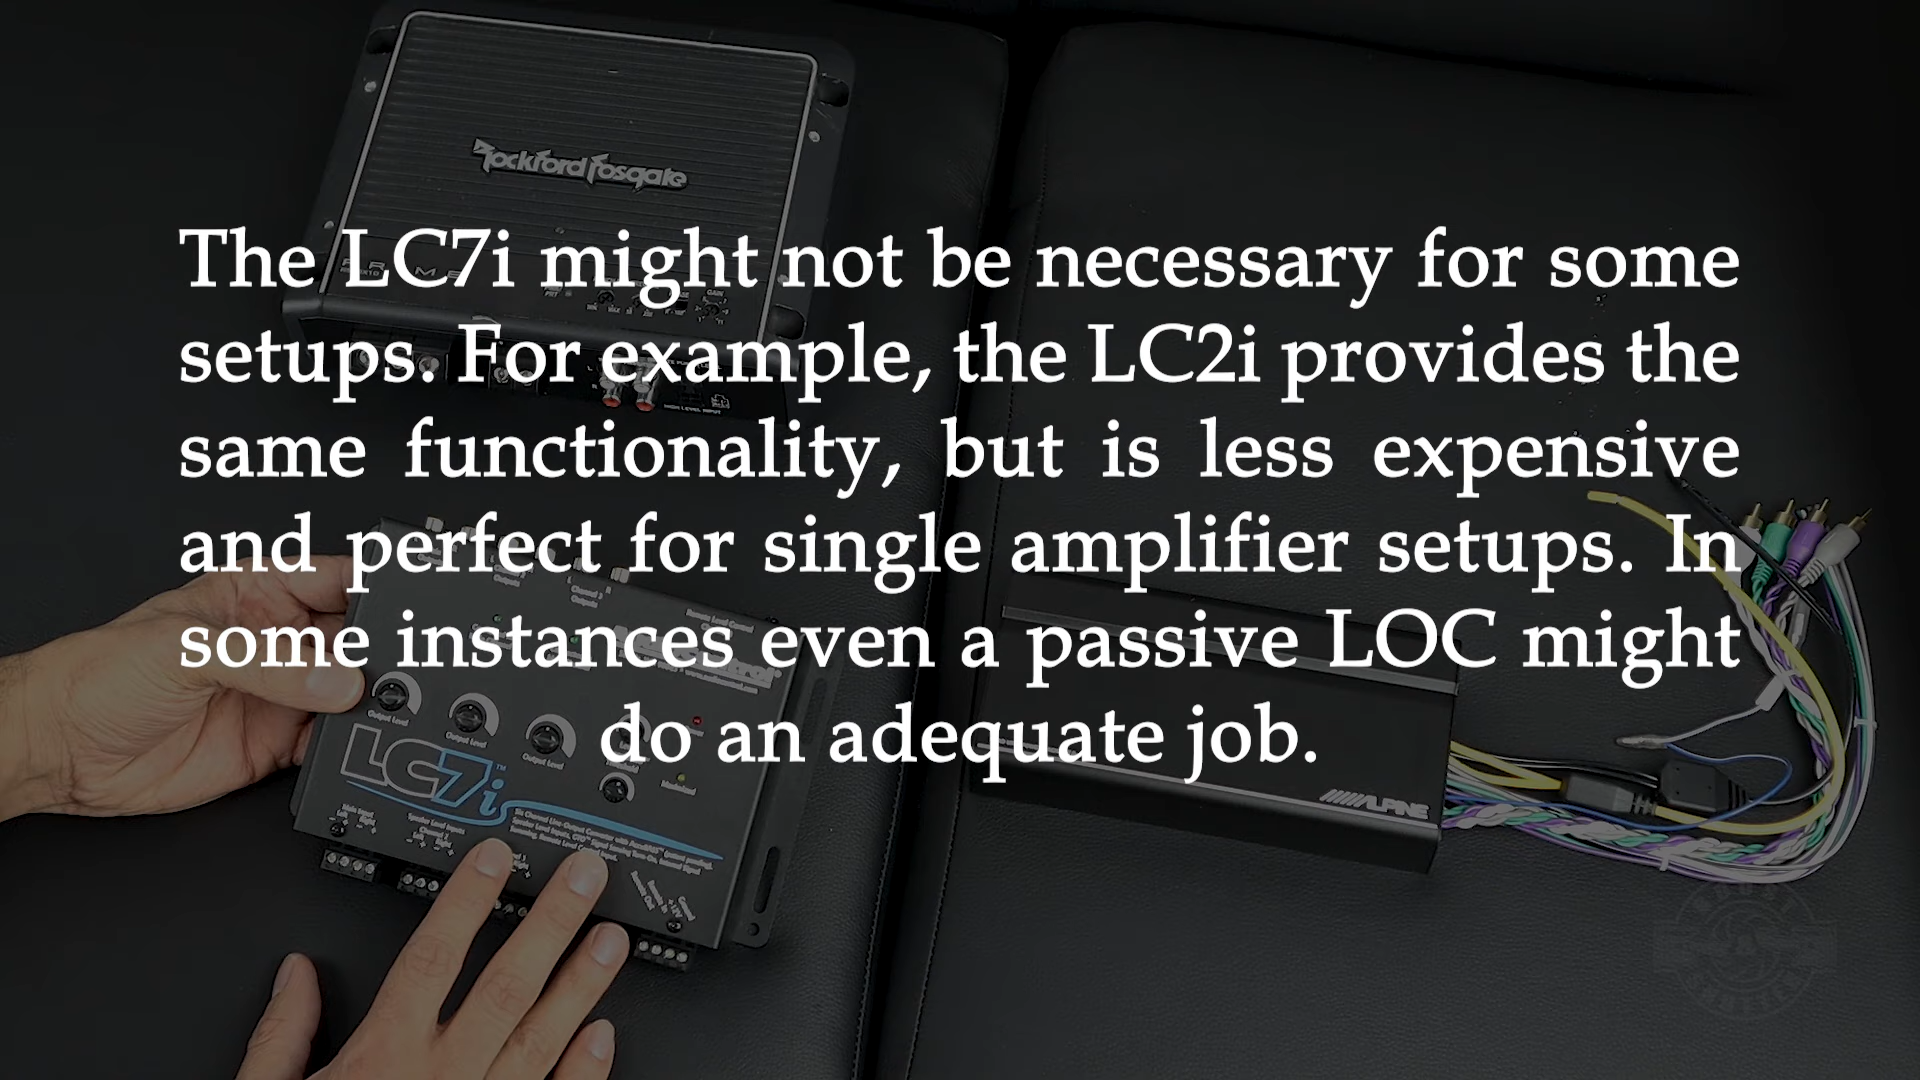 Rockford Fosgate
The LC7i might not be necessary for some
setups. For example, the LC2i provides the
same functionality, but is less expensive
and perfect for single amplifier setups. In
some instances even a passive LOC might
do an adequate job.
Output Level
Output Level
Output Level
LC7i™
ALPINE